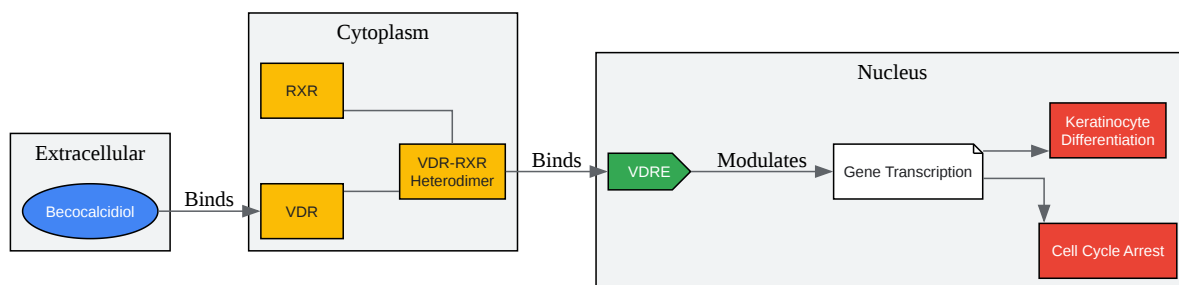 Extracellular
Becocalcidiol
Binds
Cytoplasm
RXR
VDR
VDR-RXR
Heterodimer
Binds
Nucleus
VDRE
Modulates
Gene Transcription
Keratinocyte
Differentiation
Cell Cycle Arrest